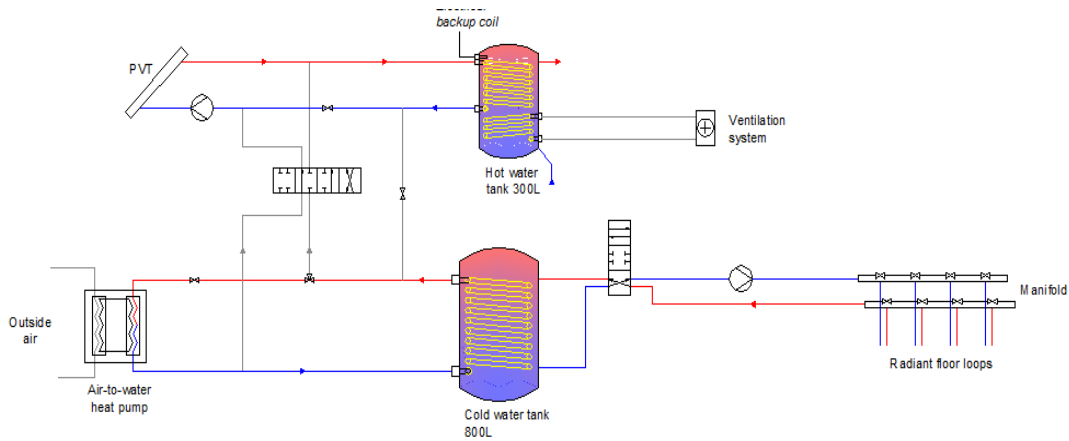 backup coil
PVT
Ventilation
system
Hot water
tank 300L
Outside
air
Manifold
Radiant floor loops
Air-to-water
heat pump
Cold water tank
800L